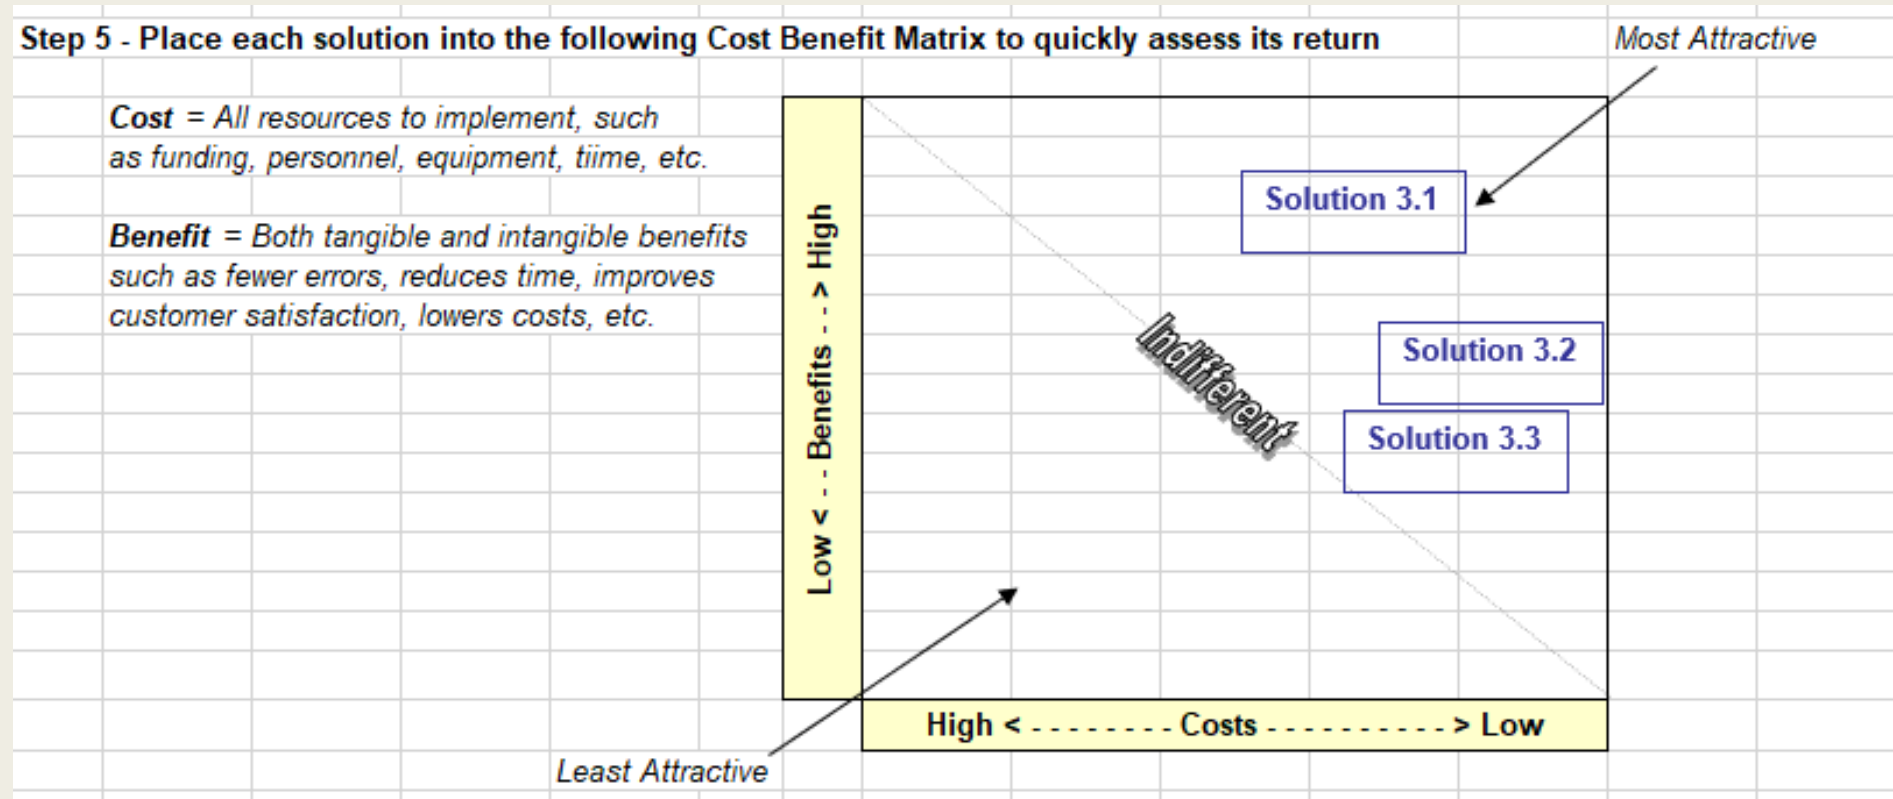 Step 5 - Place each solution into the following Cost Benefit Matrix to quickly assess its return
Most Attractive
Cost = All resources to implement, such
as funding, personnel, equipment, tiime, etc.
Benefit = Both tangible and intangible benefits
such as fewer errors, reduces time, improves
customer satisfaction, lowers costs, etc.
Low < - - Benefits - - > High
Solution 3.1
Indifferent
Solution 3.2
Solution 3.3
High < - - - - - - - - Costs - - - - - - - - - - > Low
Least Attractive